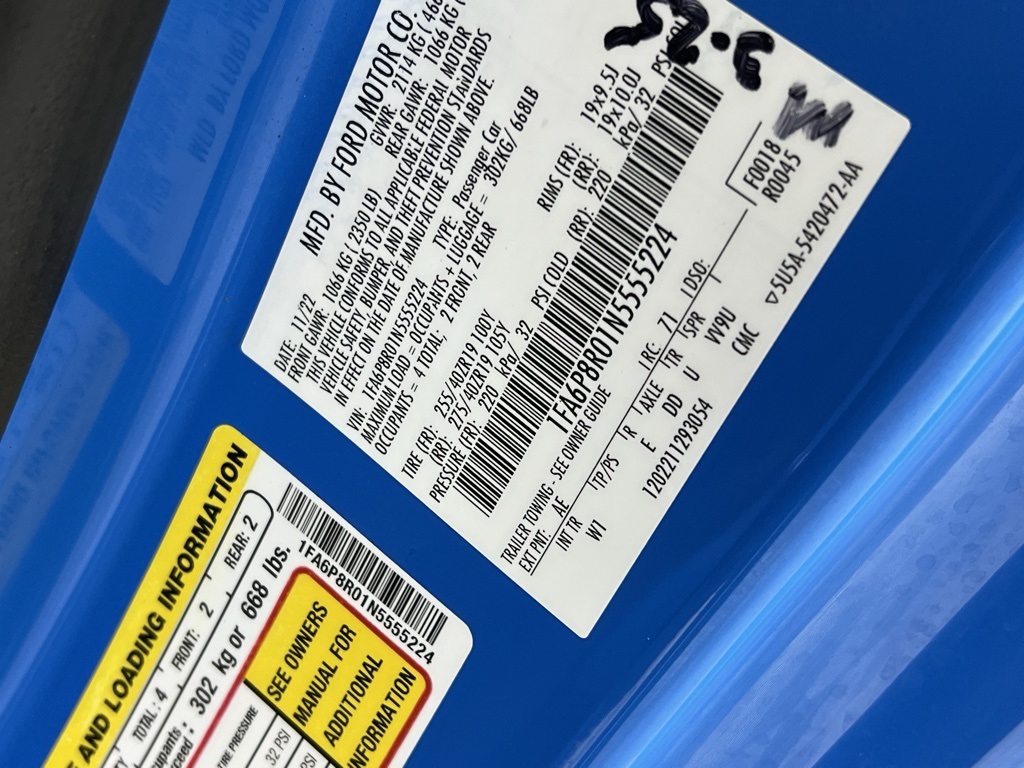 MFD. BY FORD MOTOR CO.
DATE: 11/22
GVWR: 2114 KG
FRONT GAWR: 1066 KG (2350 LB)
REAR GAWR: 1066 KG
THIS VEHICLE CONFORMS TO ALL APPLICABLE FEDERAL MOTOR
VEHICLE SAFETY, BUMPER, AND THEFT PREVENTION STANDARDS
IN EFFECT ON THE DATE OF MANUFACTURE SHOWN ABOVE.
VIN: 1FA6P8R01N5555224
TYPE: Passenger Car
MAXIMUM LOAD = OCCUPANTS + LUGGAGE = 302KG/ 668LB
OCCUPANTS = 4 TOTAL; 2 FRONT, 2 REAR
TIRE (FR): 255/40ZR19 100Y
RIMS (FR): 19x9.5J
(RR): 275/40ZR19 105Y
(RR): 19x10.0J
PRESSURE (FR): 220 kPa/ 32 PSI COLD
(RR): 220 kPa/ 32
1FA6P8R01N5555224
F0018
R0045
TRAILER TOWING - SEE OWNER GUIDE
EXT PNT: AE
RC: 71
DSO:
INT TR
TP/PS
R
AXLE
TR
SPR
W1
E
DD
U
VV9U
1202211293054
CMC
▽5U5A-5420472-AA
AND LOADING INFORMATION
TOTAL: 4
FRONT: 2
REAR: 2
302 kg or 668 lbs.
PRESSURE
32 PSI
PSI
1FA6P8R01N5555224
SEE OWNERS
MANUAL FOR
ADDITIONAL
INFORMATION